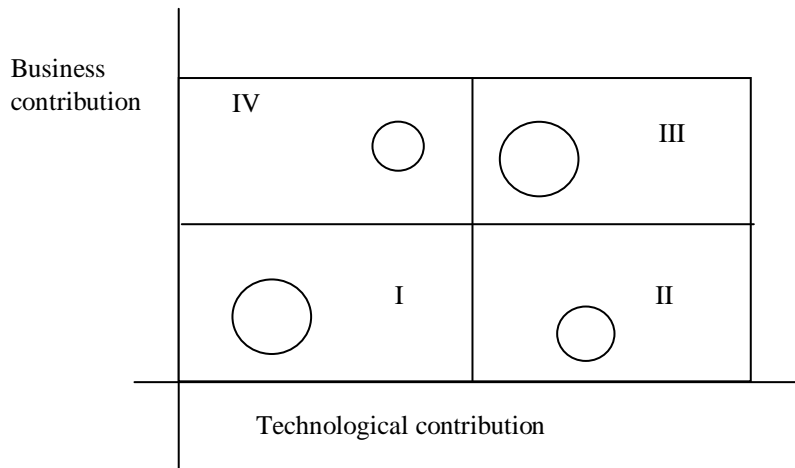 Business
contribution
IV
III
I
II
Technological contribution